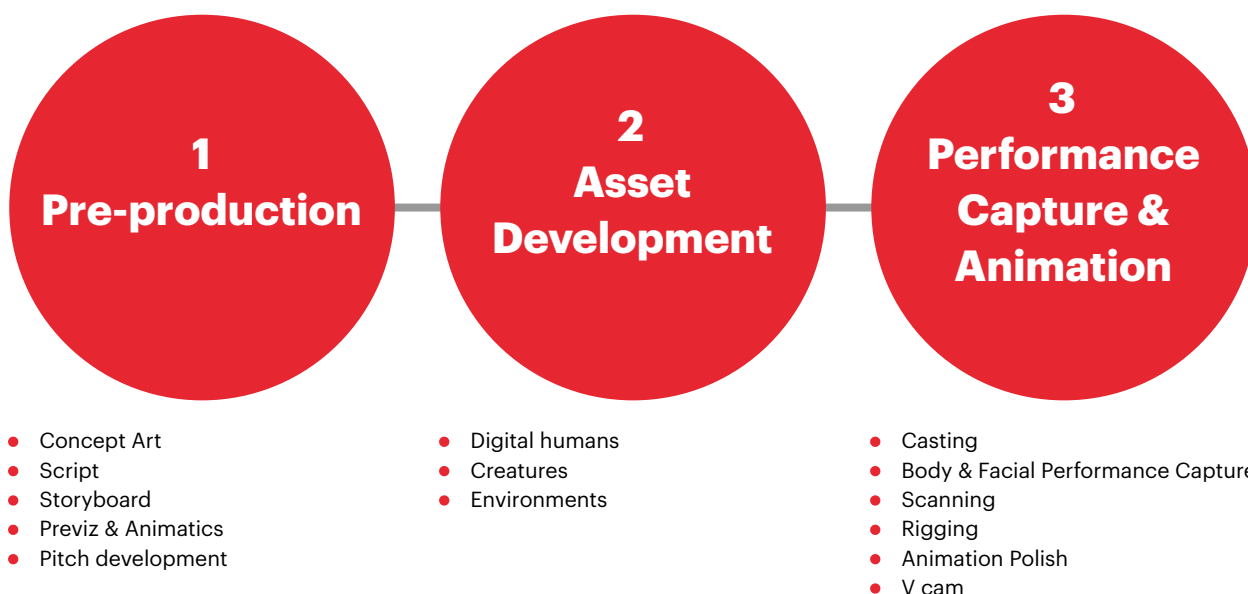 1
Pre-production
2
Asset
Development
3
Performance
Capture &
Animation
Concept Art
Script
Storyboard
Previz & Animatics
Pitch development
Digital humans
Creatures
Environments
Casting
Body & Facial Performance Capture
Scanning
Rigging
Animation Polish
V cam